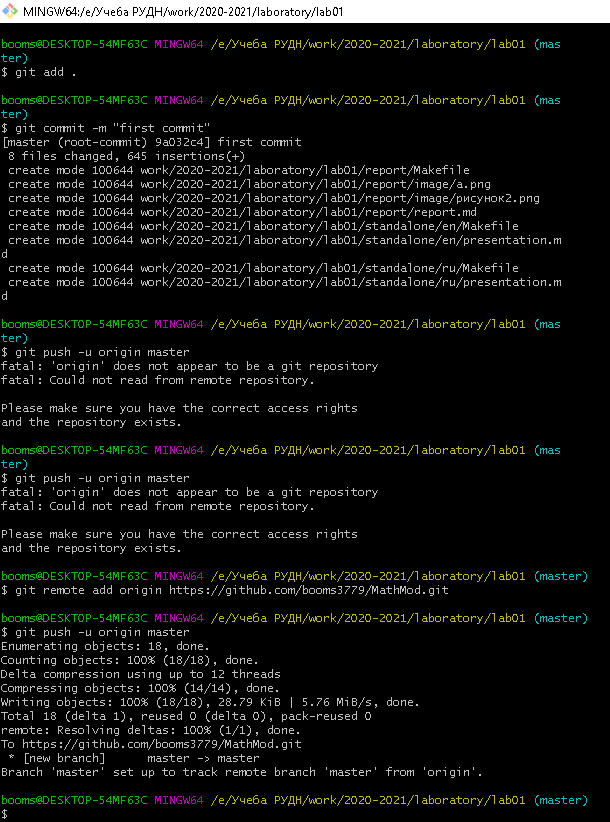 MINGW64:/e/Учеба РУДН/work/2020-2021/laboratory/lab01
booms@DESKTOP-54MF63C MINGW64 /e/Учеба РУДН/work/2020-2021/laboratory/lab01 (mas
ter)
$ git add .
booms@DESKTOP-54MF63C MINGW64 /e/Учеба РУДН/work/2020-2021/laboratory/lab01 (mas
ter)
$ git commit -m "first commit"
[master (root-commit) 9a032c4] first commit
 8 files changed, 645 insertions(+)
 create mode 100644 work/2020-2021/laboratory/lab01/report/Makefile
 create mode 100644 work/2020-2021/laboratory/lab01/report/image/a.png
 create mode 100644 work/2020-2021/laboratory/lab01/report/image/рисунок2.png
 create mode 100644 work/2020-2021/laboratory/lab01/report/report.md
 create mode 100644 work/2020-2021/laboratory/lab01/standalone/en/Makefile
 create mode 100644 work/2020-2021/laboratory/lab01/standalone/en/presentation.m
d
 create mode 100644 work/2020-2021/laboratory/lab01/standalone/ru/Makefile
 create mode 100644 work/2020-2021/laboratory/lab01/standalone/ru/presentation.m
d
booms@DESKTOP-54MF63C MINGW64 /e/Учеба РУДН/work/2020-2021/laboratory/lab01 (mas
ter)
$ git push -u origin master
fatal: 'origin' does not appear to be a git repository
fatal: Could not read from remote repository.
Please make sure you have the correct access rights
and the repository exists.
booms@DESKTOP-54MF63C MINGW64 /e/Учеба РУДН/work/2020-2021/laboratory/lab01 (mas
ter)
$ git push -u origin master
fatal: 'origin' does not appear to be a git repository
fatal: Could not read from remote repository.
Please make sure you have the correct access rights
and the repository exists.
booms@DESKTOP-54MF63C MINGW64 /e/Учеба РУДН/work/2020-2021/laboratory/lab01 (master)
$ git remote add origin https://github.com/booms3779/MathMod.git
booms@DESKTOP-54MF63C MINGW64 /e/Учеба РУДН/work/2020-2021/laboratory/lab01 (master)
$ git push -u origin master
Enumerating objects: 18, done.
Counting objects: 100% (18/18), done.
Delta compression using up to 12 threads
Compressing objects: 100% (14/14), done.
Writing objects: 100% (18/18), 28.79 KiB | 5.76 MiB/s, done.
Total 18 (delta 1), reused 0 (delta 0), pack-reused 0
remote: Resolving deltas: 100% (1/1), done.
To https://github.com/booms3779/MathMod.git
 * [new branch]      master -> master
Branch 'master' set up to track remote branch 'master' from 'origin'.
booms@DESKTOP-54MF63C MINGW64 /e/Учеба РУДН/work/2020-2021/laboratory/lab01 (master)
$